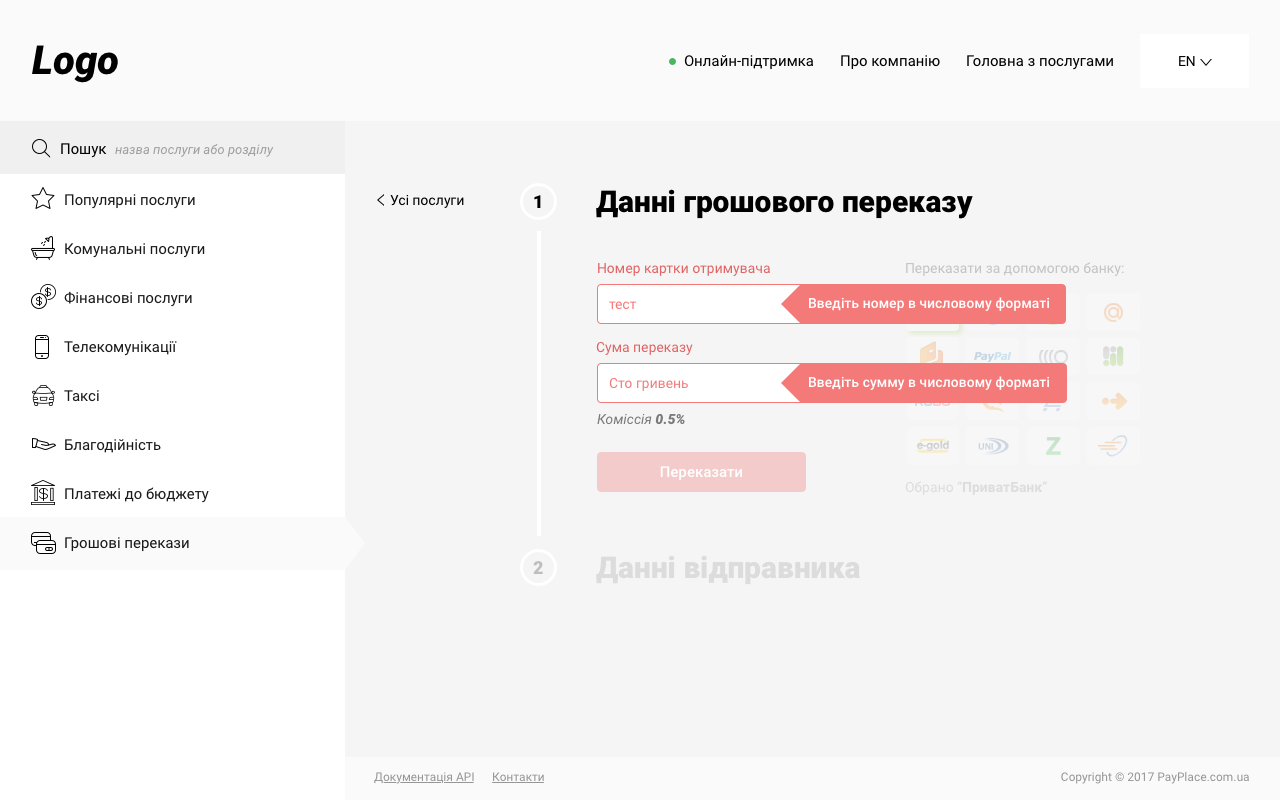 Logo
Онлайн-підтримка
Про компанію
Головна з послугами
EN
Пошук назва послуги або розділу
Популярні послуги
Комунальні послуги
Фінансові послуги
Телекомунікації
Таксі
Благодійність
Платежі до бюджету
Грошові перекази
Усі послуги
1
Данні грошового переказу
Номер картки отримувача
тест
Введіть номер в числовому форматі
Сума переказу
Сто гривень
Введіть сумму в числовому форматі
Коміссія 0.5%
Переказати
Переказати за допомогою банку:
PayPal
e-gold
UNI
Z
Обрано "ПриватБанк"
2
Данні відправника
Документація API
Контакти
Copyright © 2017 PayPlace.com.ua